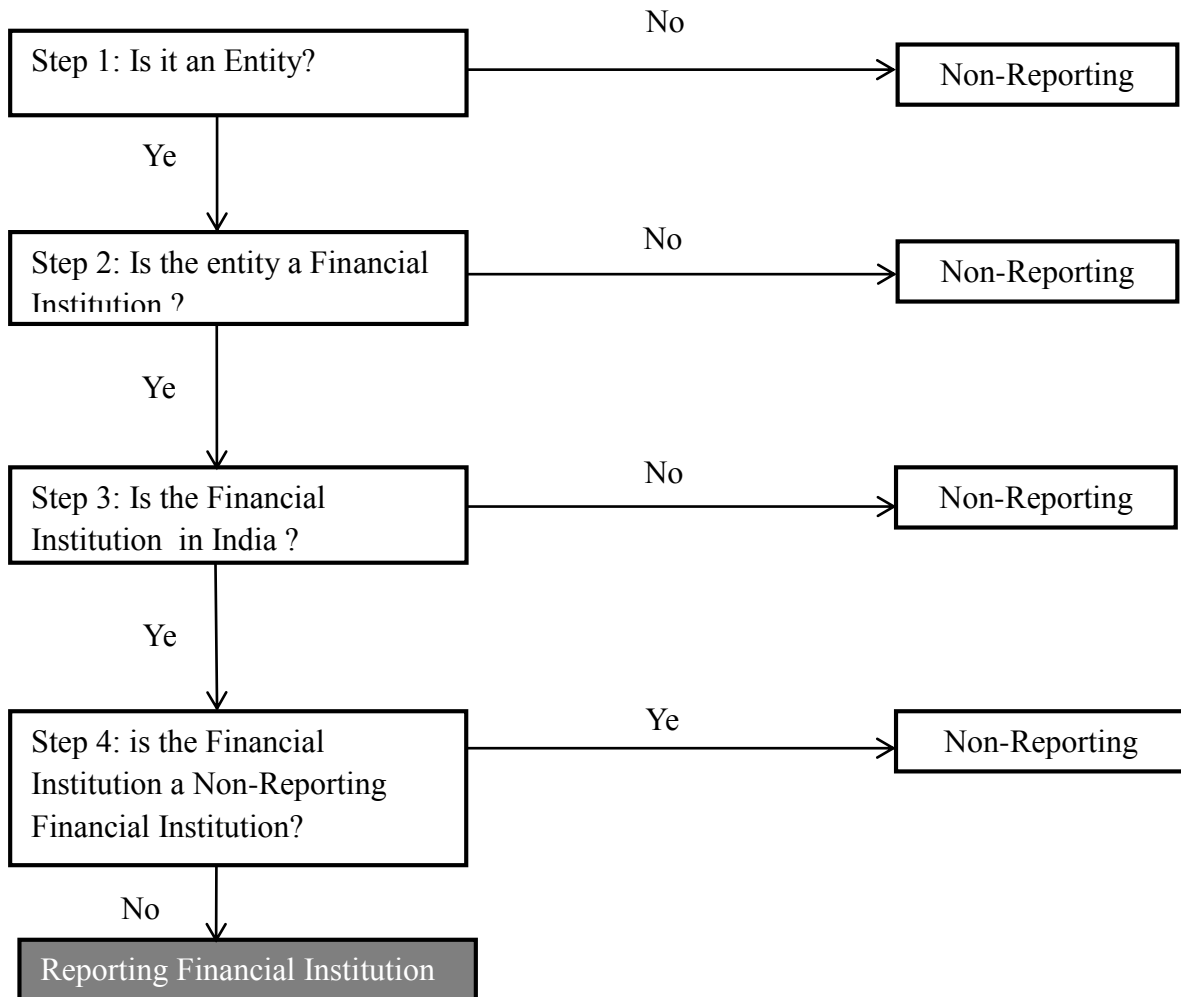 No
Step 1: Is it an Entity?
Non-Reporting
Ye
No
Step 2: Is the entity a Financial
Institution ?
Non-Reporting
Ye
No
Step 3: Is the Financial
Institution  in India ?
Non-Reporting
Ye
Ye
Step 4: is the Financial
Institution a Non-Reporting
Financial Institution?
Non-Reporting
No
Reporting Financial Institution